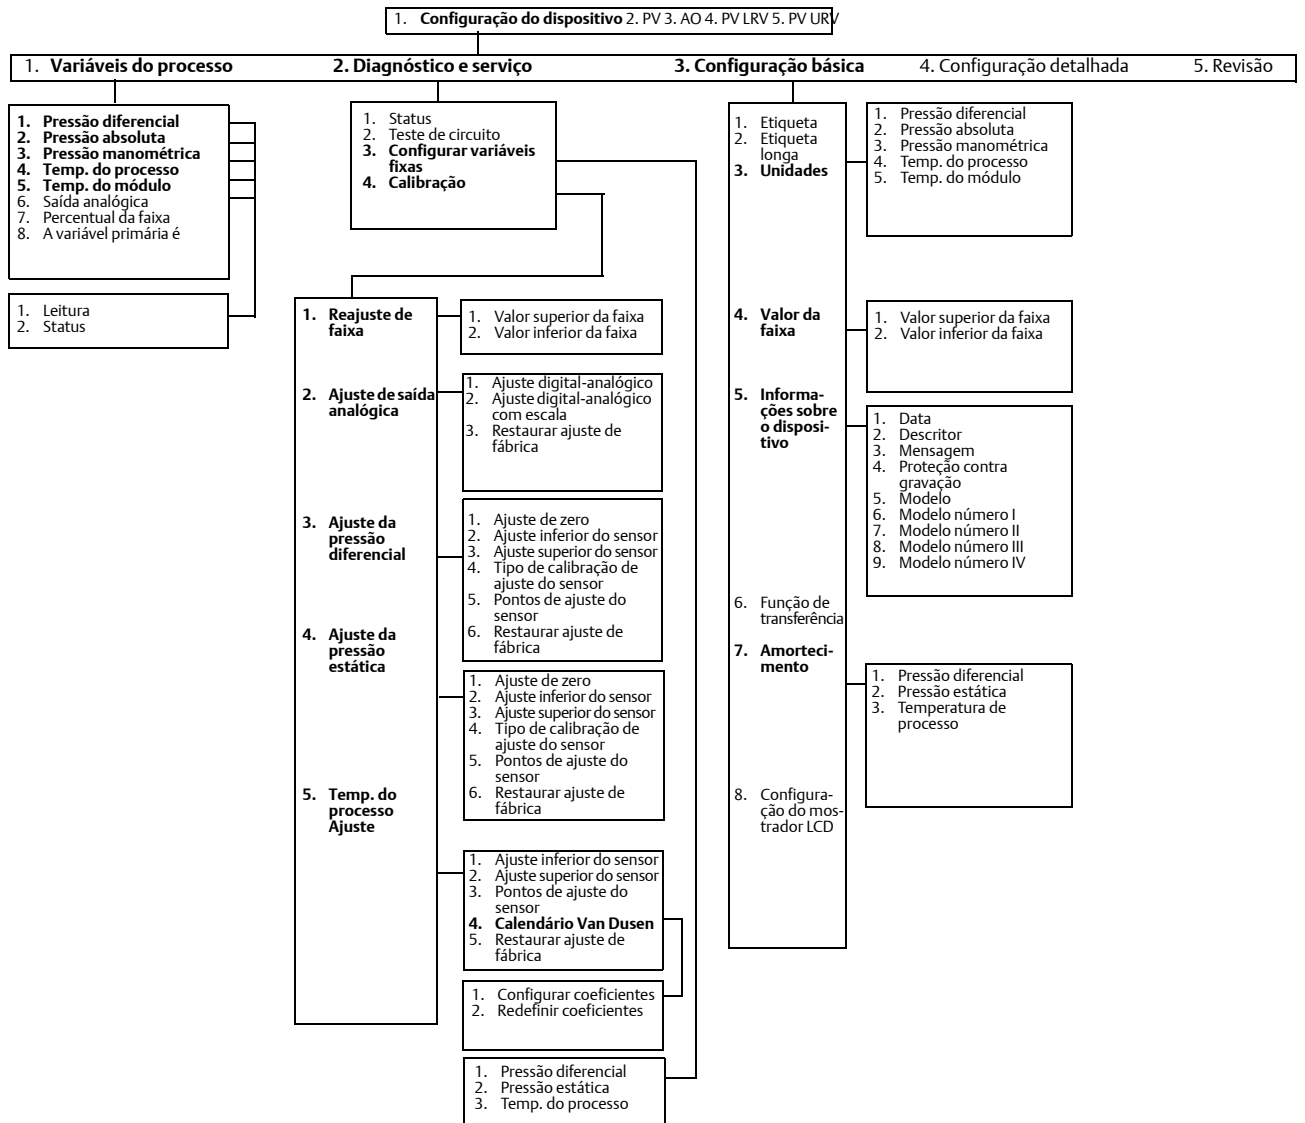 1. Configuração do dispositivo 2. PV 3. AO 4. PV LRV 5. PV URV
1. Variáveis do processo
2. Diagnóstico e serviço
3. Configuração básica
4. Configuração detalhada
5. Revisão
1. Pressão diferencial
2. Pressão absoluta
3. Pressão manométrica
4. Temp. do processo
5. Temp. do módulo
6. Saída analógica
7. Percentual da faixa
8. A variável primária é
1. Leitura
2. Status
1. Status
2. Teste de circuito
3. Configurar variáveis
fixas
4. Calibração
1. Reajuste de
faixa
2. Ajuste de saída
analógica
3. Ajuste da
pressão
diferencial
4. Ajuste da
pressão
estática
5. Temp. do
processo
Ajuste
1. Valor superior da faixa
2. Valor inferior da faixa
1. Ajuste digital-analógico
2. Ajuste digital-analógico
com escala
3. Restaurar ajuste de
fábrica
1. Ajuste de zero
2. Ajuste inferior do sensor
3. Ajuste superior do sensor
4. Tipo de calibração de
ajuste do sensor
5. Pontos de ajuste do
sensor
6. Restaurar ajuste de
fábrica
1. Ajuste de zero
2. Ajuste inferior do sensor
3. Ajuste superior do sensor
4. Tipo de calibração de
ajuste do sensor
5. Pontos de ajuste do
sensor
6. Restaurar ajuste de
fábrica
1. Ajuste inferior do sensor
2. Ajuste superior do sensor
3. Pontos de ajuste do
sensor
4. Calendário Van Dusen
5. Restaurar ajuste de
fábrica
1. Configurar coeficientes
2. Redefinir coeficientes
1. Pressão diferencial
2. Pressão estática
3. Temp. do processo
1. Etiqueta
2. Etiqueta
longa
3. Unidades
4. Valor da
faixa
5. Informa-
ções sobre
o disposi-
tivo
6. Função de
transferência
7. Amorteci-
mento
8. Configura-
ção do mos-
trador LCD
1. Pressão diferencial
2. Pressão absoluta
3. Pressão manométrica
4. Temp. do processo
5. Temp. do módulo
1. Valor superior da faixa
2. Valor inferior da faixa
1. Data
2. Descritor
3. Mensagem
4. Proteção contra
gravação
5. Modelo
6. Modelo número I
7. Modelo número II
8. Modelo número III
9. Modelo número IV
1. Pressão diferencial
2. Pressão estática
3. Temperatura de
processo